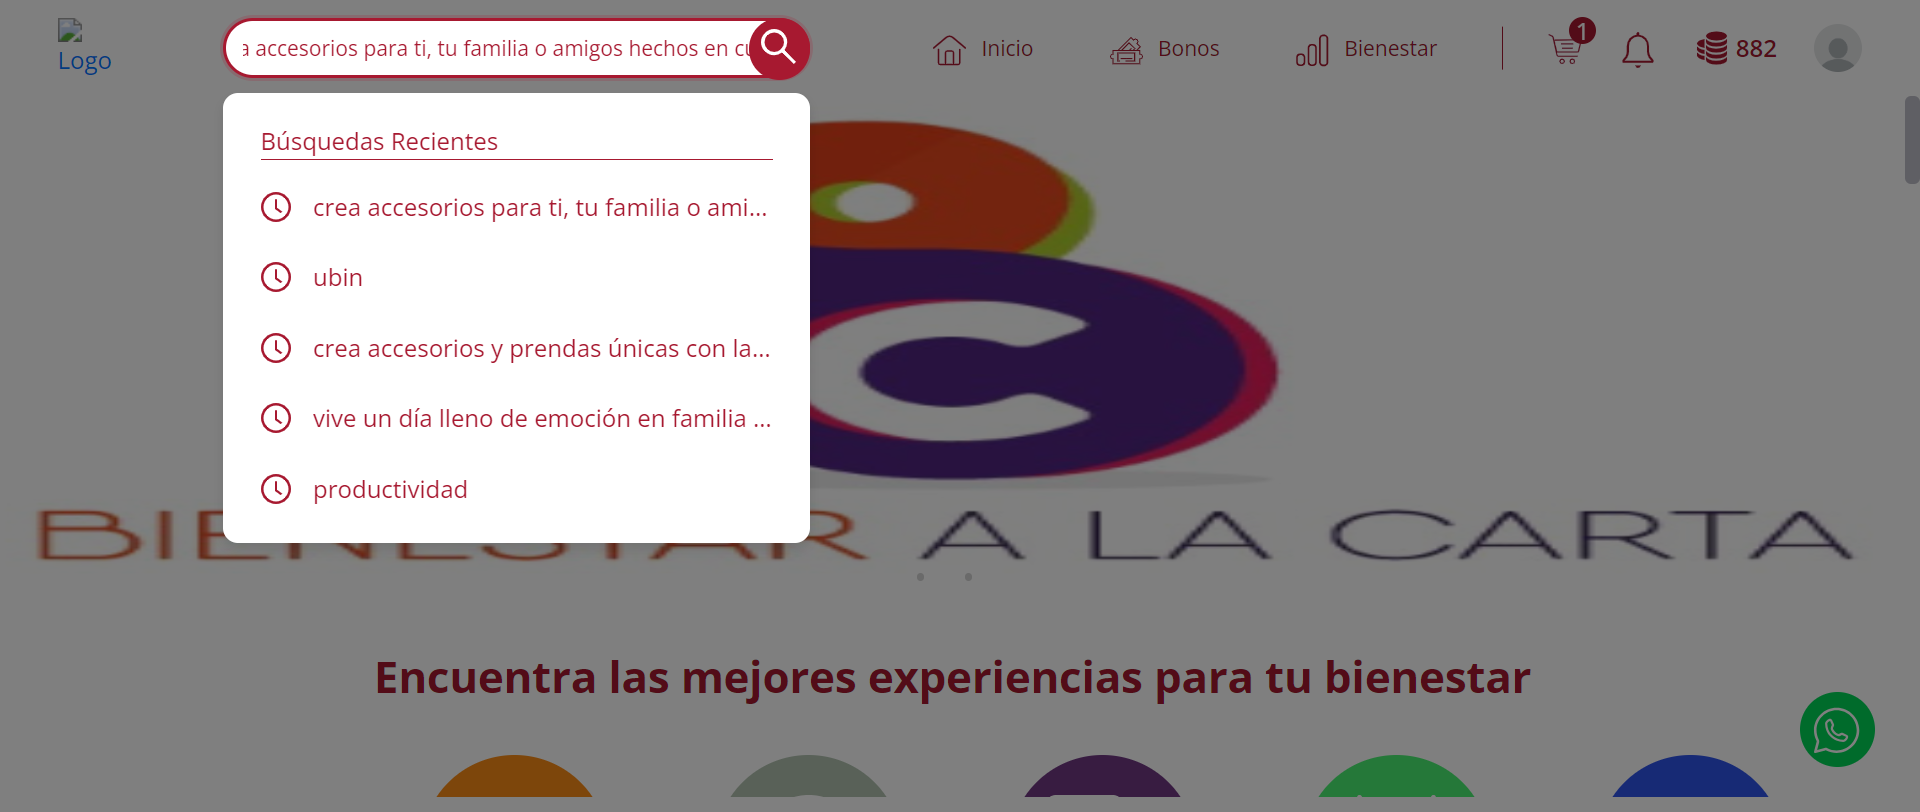 Logo
a accesorios para ti, tu familia o amigos hechos en cu
Inicio
Bonos
Bienestar
1
882
Búsquedas Recientes
crea accesorios para ti, tu familia o ami...
ubin
crea accesorios y prendas únicas con la...
vive un día lleno de emoción en familia ...
productividad
BIENESTAR A LA CARTA
Encuentra las mejores experiencias para tu bienestar